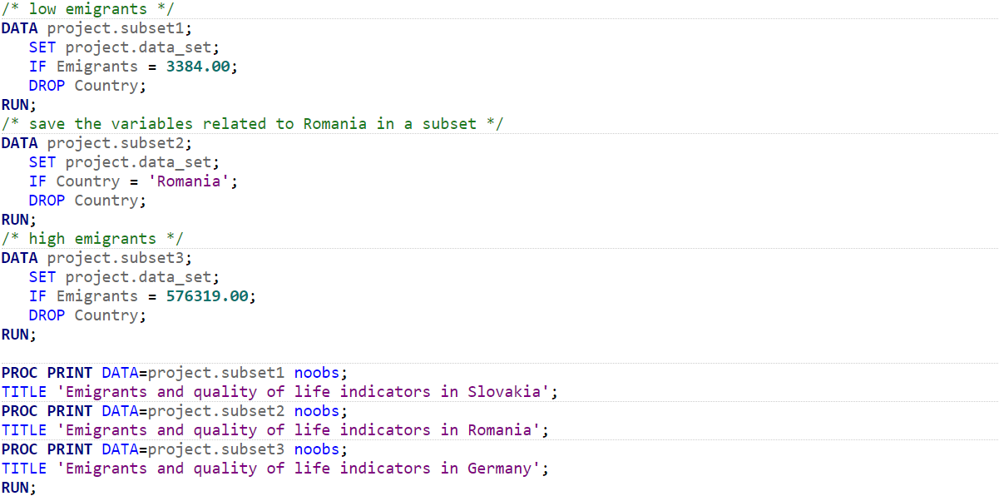 /* low emigrants */
DATA project.subset1;
SET project.data_set;
IF Emigrants = 3384.00;
DROP Country;
RUN;
/* save the variables related to Romania in a subset */
DATA project.subset2;
SET project.data_set;
IF Country = 'Romania';
DROP Country;
RUN;
/* high emigrants */
DATA project.subset3;
SET project.data_set;
IF Emigrants = 576319.00;
DROP Country;
RUN;
PROC PRINT DATA=project.subset1 noobs;
TITLE 'Emigrants and quality of life indicators in Slovakia';
PROC PRINT DATA=project.subset2 noobs;
TITLE 'Emigrants and quality of life indicators in Romania';
PROC PRINT DATA=project.subset3 noobs;
TITLE 'Emigrants and quality of life indicators in Germany';
RUN;